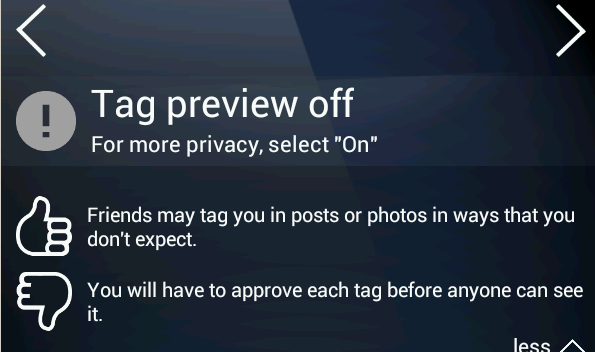 Tag preview off
For more privacy, select "On"
Friends may tag you in posts or photos in ways that you
don't expect.
You will have to approve each tag before anyone can see
it.
less